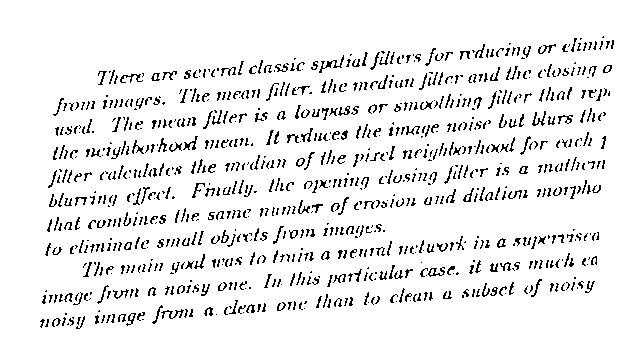 There are several classic spatial filters for reducing or elimin
from images. The mean filter, the median filter and the closing o
used. The mean filter is a lowpass or smoothing filter that repl
the neighborhood mean. It reduces the image noise but blurs the
filter calculates the median of the pixel neighborhood for each p
blurring effect. Finally, the opening closing filter is a mathem
that combines the same number of erosion and dilation morpho
to eliminate small objects from images.
The main goal was to train a neural network in a supervised
image from a noisy one. In this particular case, it was much ea
noisy image from a clean one than to clean a subset of noisy